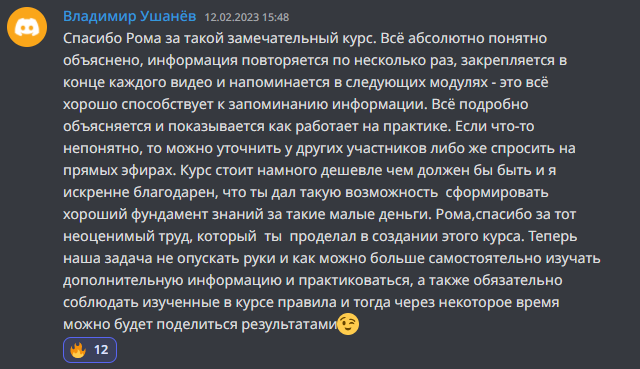 Владимир Ушанёв 12.02.2023 15:48
Спасибо Рома за такой замечательный курс. Всё абсолютно понятно
объяснено, информация повторяется по несколько раз, закрепляется в
конце каждого видео и напоминается в следующих модулях - это всё
хорошо способствует к запоминанию информации. Всё подробно
объясняется и показывается как работает на практике. Если что-то
непонятно, то можно уточнить у других участников либо же спросить на
прямых эфирах. Курс стоит намного дешевле чем должен бы быть и я
искренне благодарен, что ты дал такую возможность  сформировать
хороший фундамент знаний за такие малые деньги. Рома,спасибо за тот
неоценимый труд, который  ты  проделал в создании этого курса. Теперь
наша задача не опускать руки и как можно больше самостоятельно изучать
дополнительную информацию и практиковаться, а также обязательно
соблюдать изученные в курсе правила и тогда через некоторое время
можно будет поделиться результатами😉
🔥 12